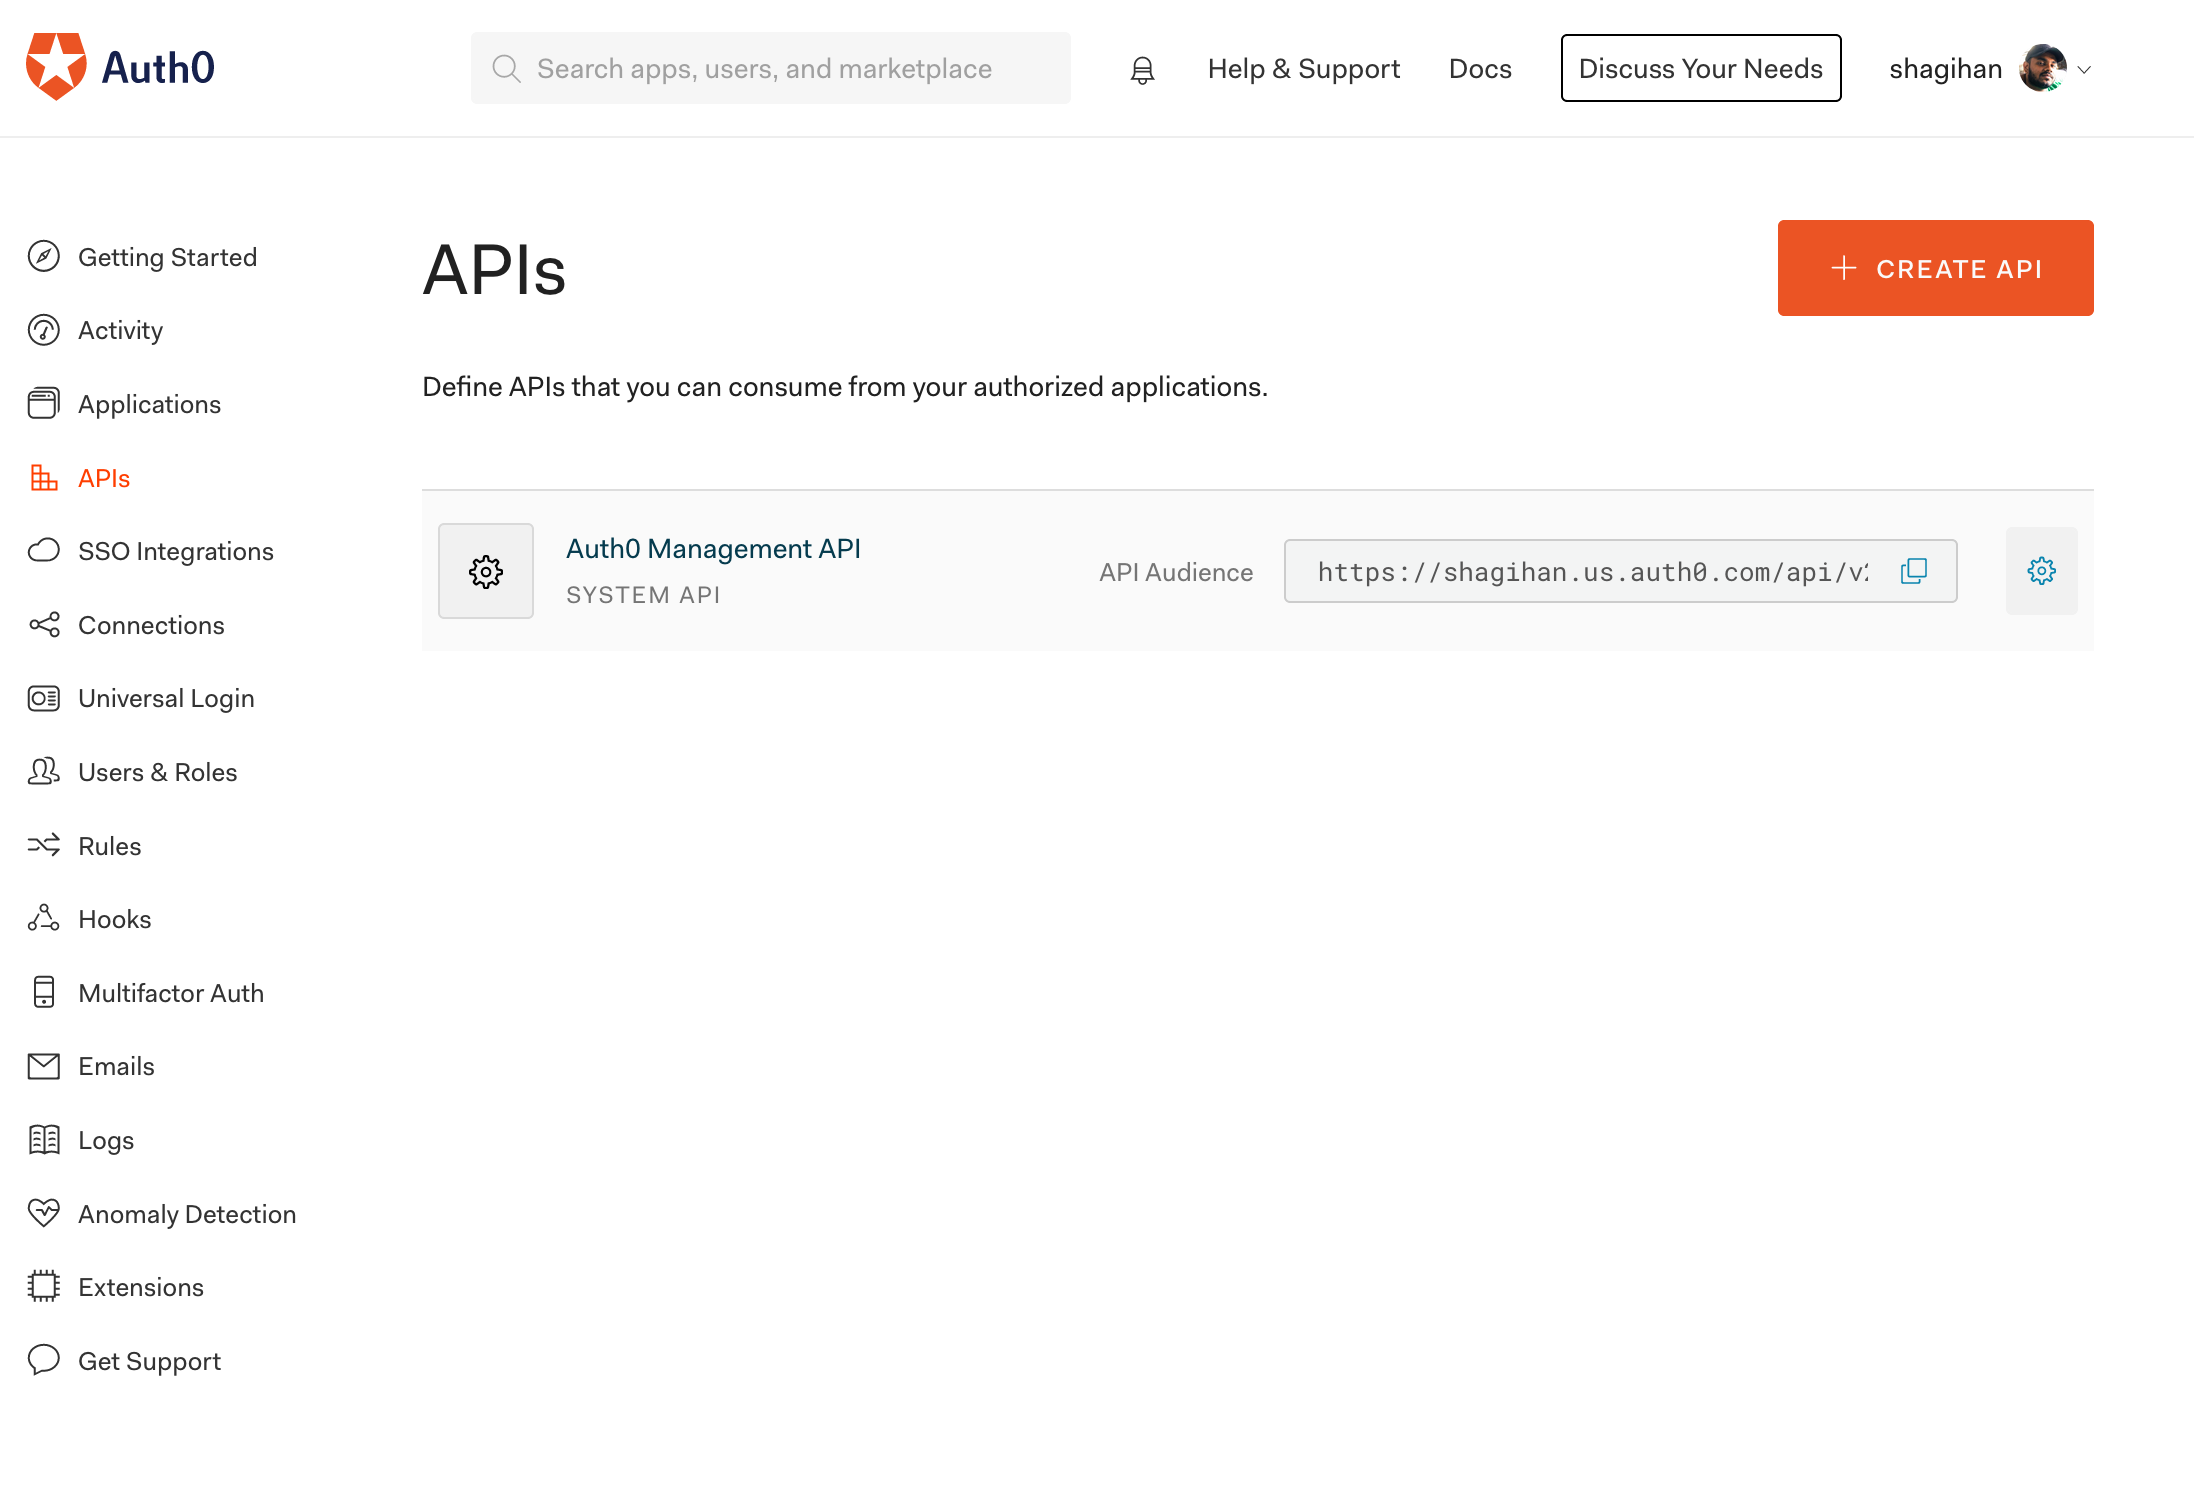 Auth0
Search apps, users, and marketplace
Help & Support
Docs
Discuss Your Needs
shagihan
Getting Started
Activity
Applications
APIs
SSO Integrations
Connections
Universal Login
Users & Roles
Rules
Hooks
Multifactor Auth
Emails
Logs
Anomaly Detection
Extensions
Get Support
APIs
CREATE API
Define APIs that you can consume from your authorized applications.
Auth0 Management API
SYSTEM API
API Audience
https://shagihan.us.auth0.com/api/v2